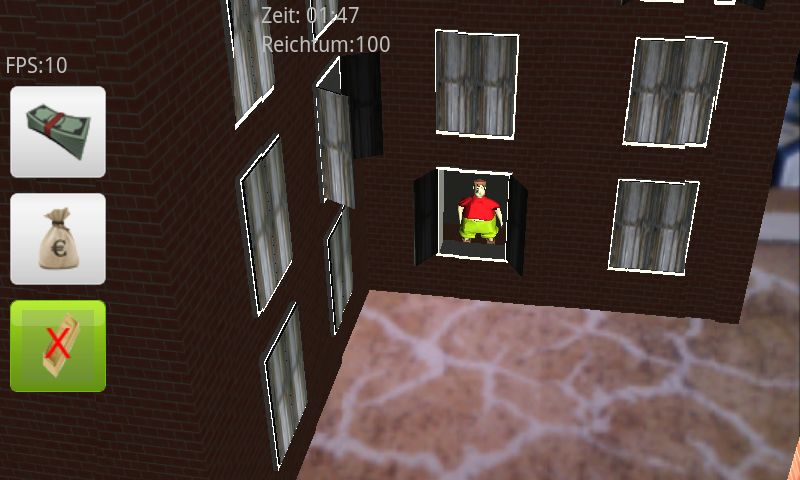 Zeit: 01:47
Reichtum:100
FPS:10
€
X